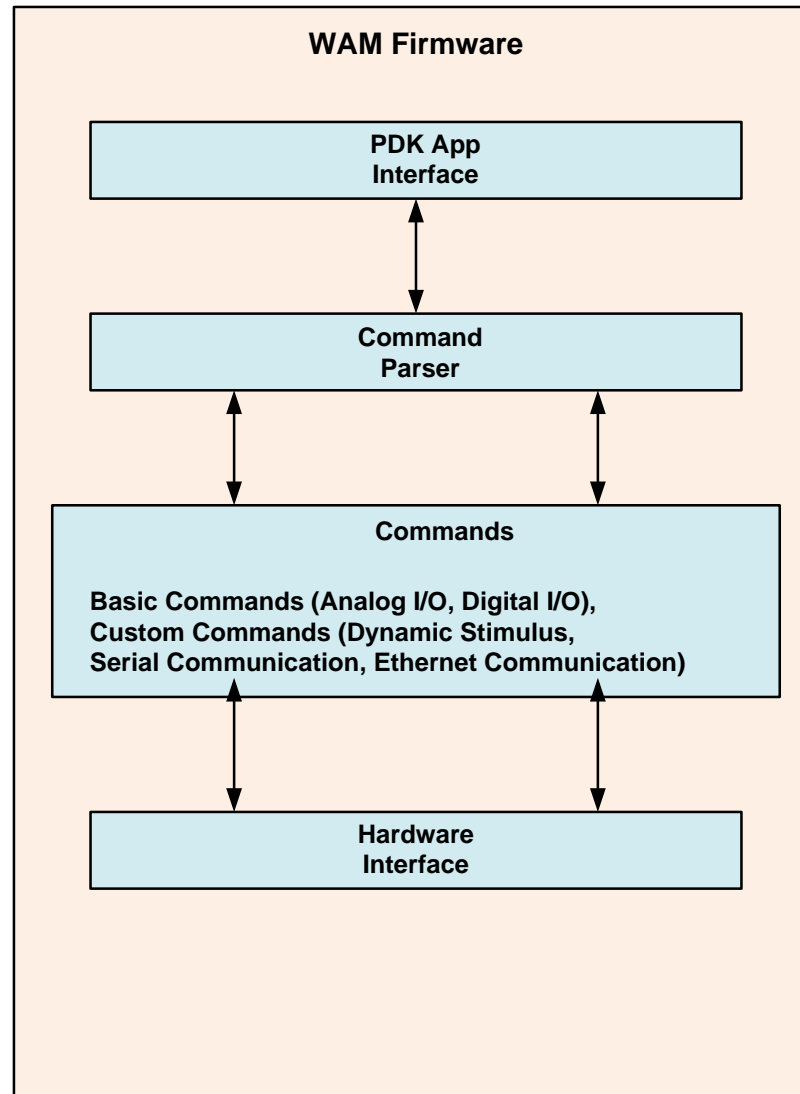 WAM Firmware
PDK App
Interface
Command
Parser
Commands
Basic Commands (Analog I/O, Digital I/O),
Custom Commands (Dynamic Stimulus,
Serial Communication, Ethernet Communication)
Hardware
Interface